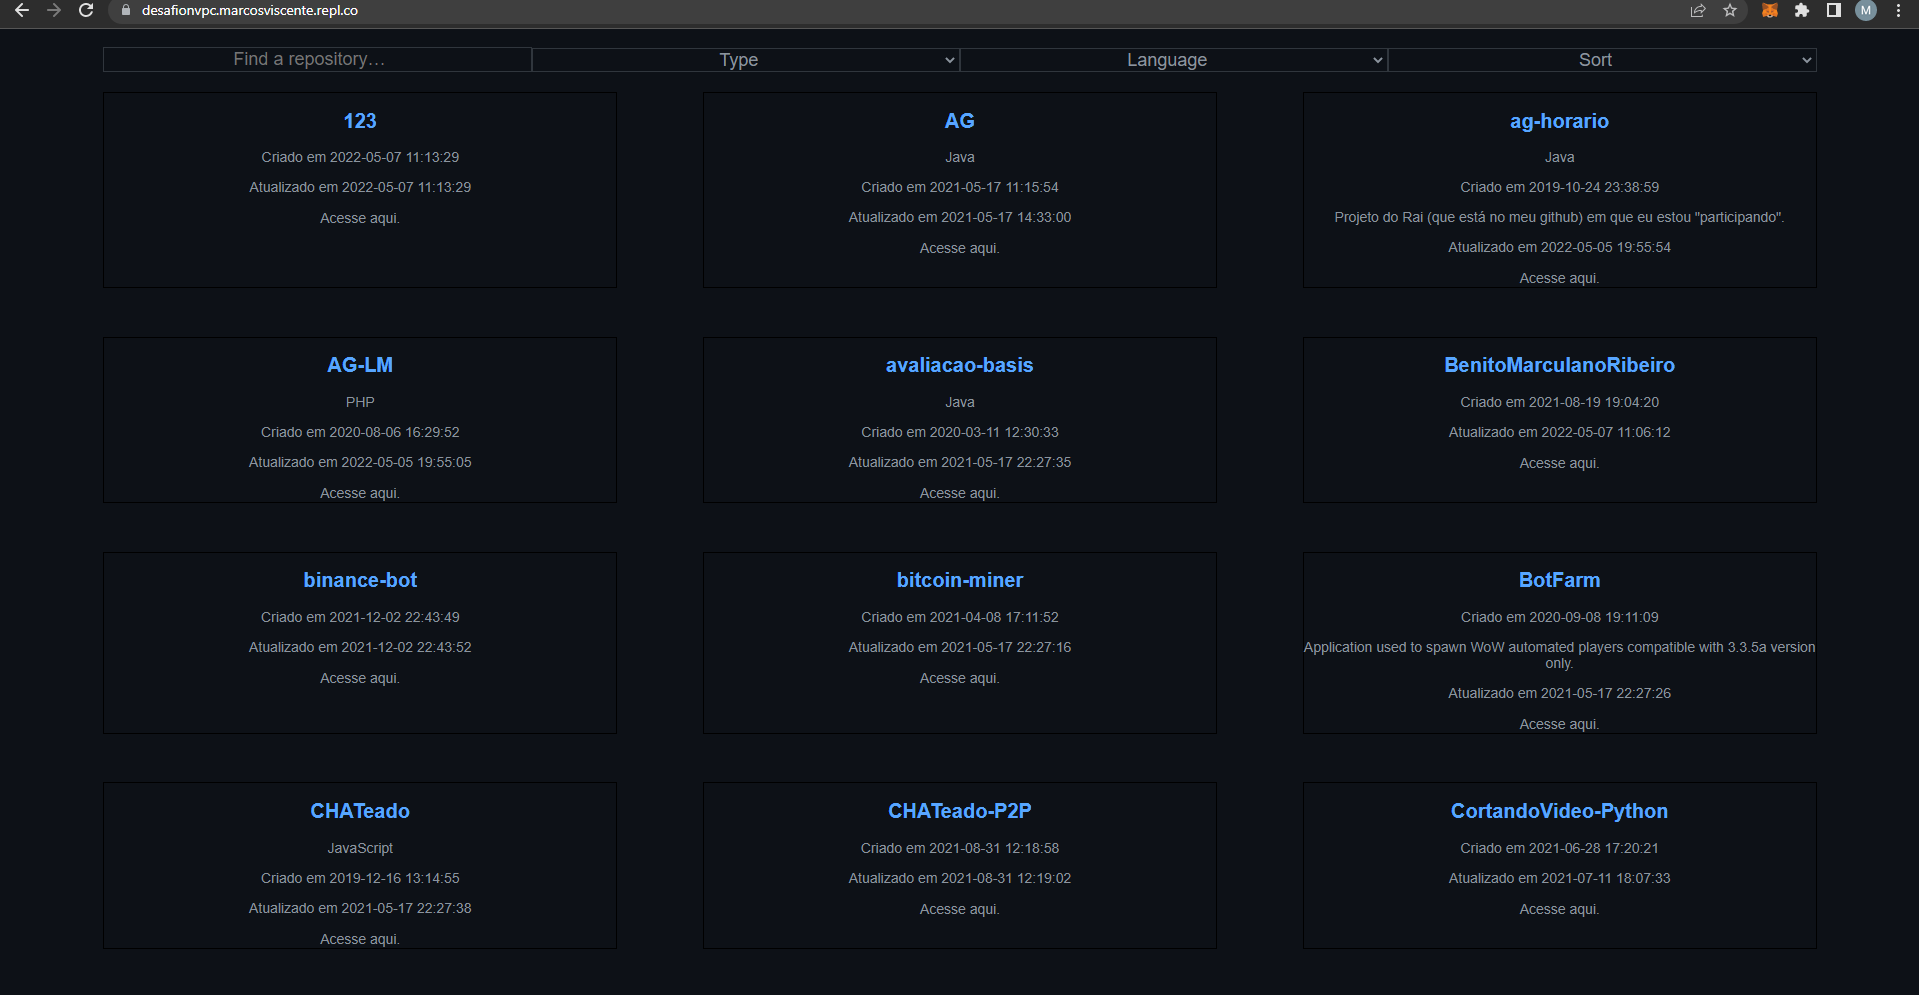 desafionvpc.marcosviscente.repl.co
M
Find a repository…
Type
Language
Sort
123
Criado em 2022-05-07 11:13:29
Atualizado em 2022-05-07 11:13:29
Acesse aqui.
AG
Java
Criado em 2021-05-17 11:15:54
Atualizado em 2021-05-17 14:33:00
Acesse aqui.
ag-horario
Java
Criado em 2019-10-24 23:38:59
Projeto do Rai (que está no meu github) em que eu estou "participando".
Atualizado em 2022-05-05 19:55:54
Acesse aqui.
AG-LM
PHP
Criado em 2020-08-06 16:29:52
Atualizado em 2022-05-05 19:55:05
Acesse aqui.
avaliacao-basis
Java
Criado em 2020-03-11 12:30:33
Atualizado em 2021-05-17 22:27:35
Acesse aqui.
BenitoMarculanoRibeiro
Criado em 2021-08-19 19:04:20
Atualizado em 2022-05-07 11:06:12
Acesse aqui.
binance-bot
Criado em 2021-12-02 22:43:49
Atualizado em 2021-12-02 22:43:52
Acesse aqui.
bitcoin-miner
Criado em 2021-04-08 17:11:52
Atualizado em 2021-05-17 22:27:16
Acesse aqui.
BotFarm
Criado em 2020-09-08 19:11:09
Application used to spawn WoW automated players compatible with 3.3.5a version
only.
Atualizado em 2021-05-17 22:27:26
Acesse aqui.
CHATeado
JavaScript
Criado em 2019-12-16 13:14:55
Atualizado em 2021-05-17 22:27:38
Acesse aqui.
CHATeado-P2P
Criado em 2021-08-31 12:18:58
Atualizado em 2021-08-31 12:19:02
Acesse aqui.
CortandoVideo-Python
Criado em 2021-06-28 17:20:21
Atualizado em 2021-07-11 18:07:33
Acesse aqui.